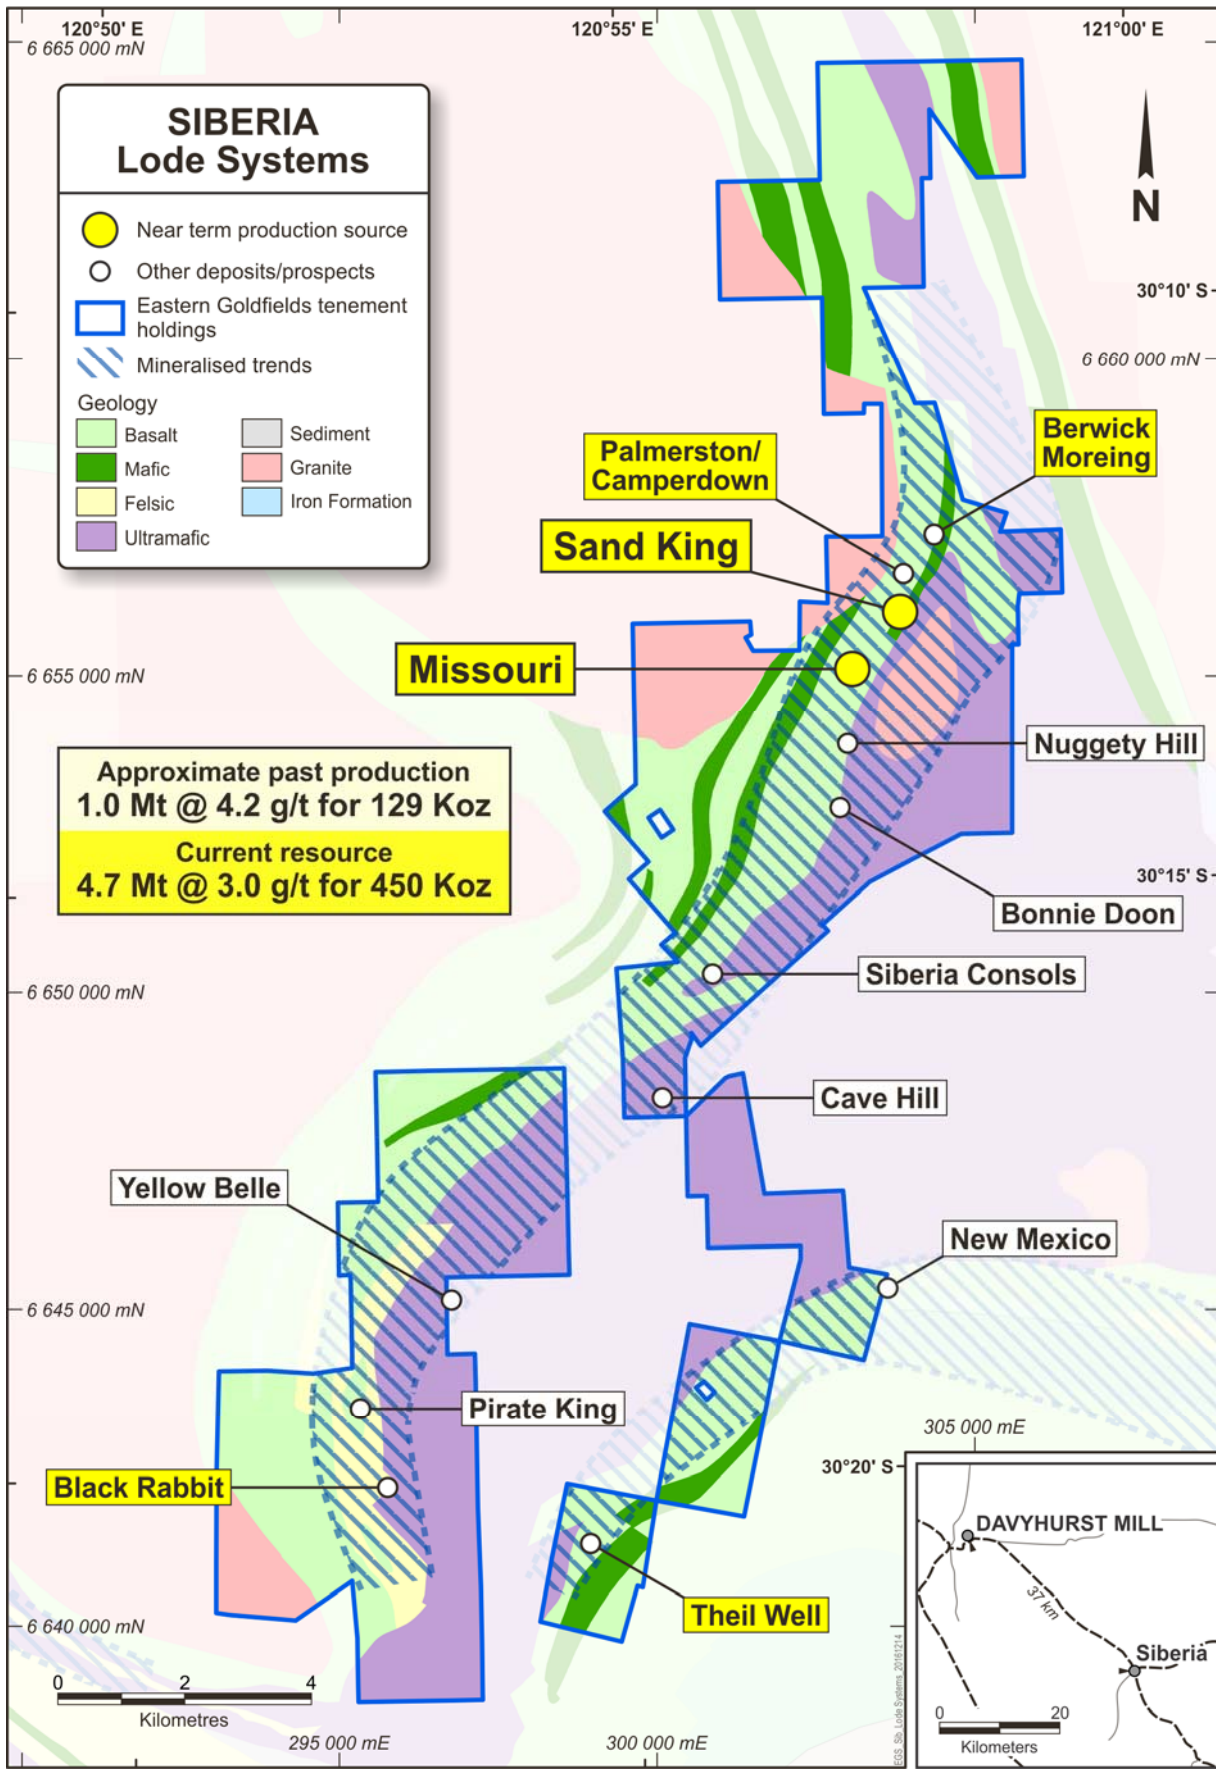 120°50' E
120°55' E
121°00' E
6 665 000 mN
SIBERIA
Lode Systems
Near term production source
Other deposits/prospects
Eastern Goldfields tenement
holdings
Mineralised trends
Geology
Basalt
Sediment
Mafic
Granite
Felsic
Iron Formation
Ultramafic
N
30°10' S
6 660 000 mN
Berwick
Moreing
Palmerston/
Camperdown
Sand King
Missouri
6 655 000 mN
Nuggety Hill
Approximate past production
1.0 Mt @ 4.2 g/t for 129 Koz
Current resource
4.7 Mt @ 3.0 g/t for 450 Koz
30°15' S
Bonnie Doon
Siberia Consols
6 650 000 mN
Cave Hill
Yellow Belle
New Mexico
6 645 000 mN
Pirate King
305 000 mE
30°20' S
Black Rabbit
Theil Well
6 640 000 mN
0 2 4
Kilometres
295 000 mE
300 000 mE
DAVYHURST MILL
37 km
Siberia
0 20
Kilometers
EGS_Sib_Lode Systems_20161214